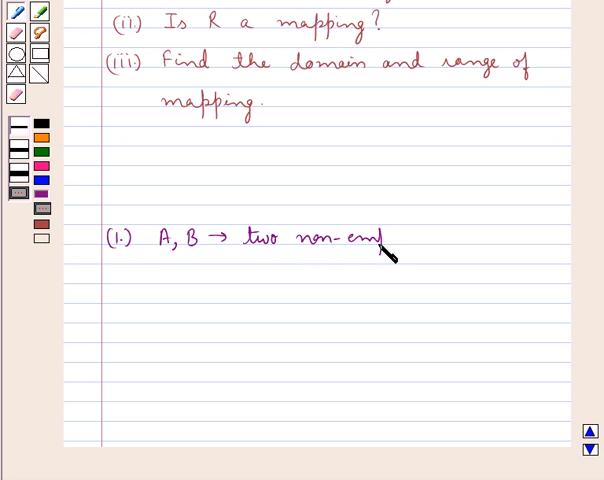 (ii.) Is R a mapping?
(iii.) Find the domain and range of
mapping.
(1.) A, B → two non-emp